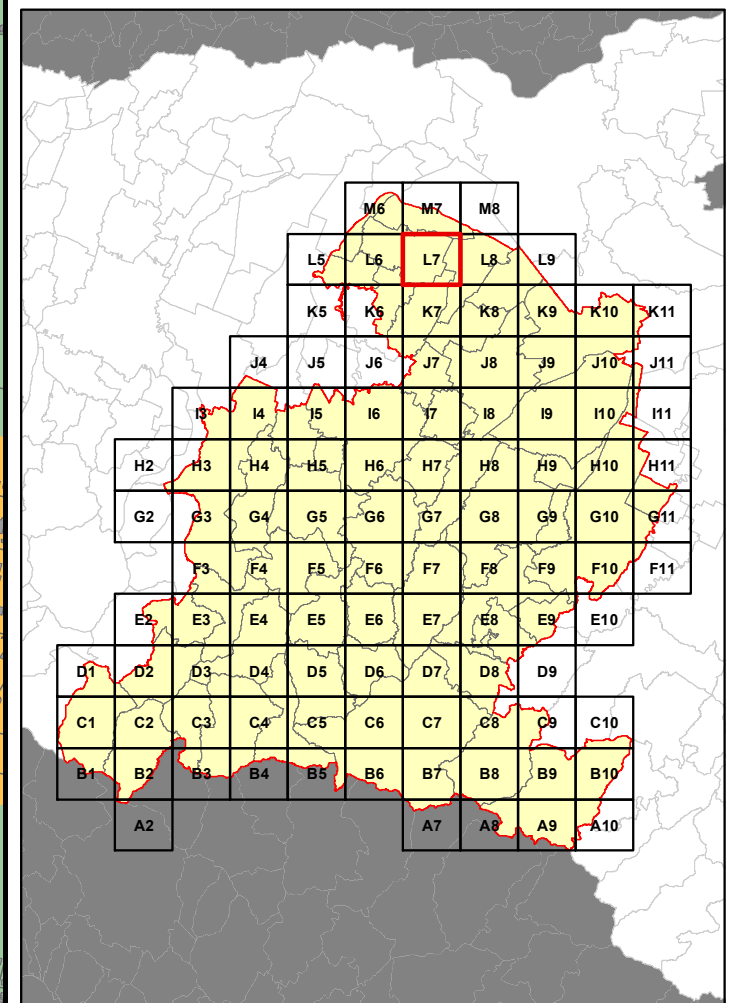 M6 M7 M8
L5 L6 L7 L8 L9
K5 K6 K7 K8 K9 K10 K11
J4 J5 J6 J7 J8 J9 J10 J11
I3 I4 I5 I6 I7 I8 I9 I10 I11
H2 H3 H4 H5 H6 H7 H8 H9 H10 H11
G2 G3 G4 G5 G6 G7 G8 G9 G10 G11
F3 F4 F5 F6 F7 F8 F9 F10 F11
E2 E3 E4 E5 E6 E7 E8 E9 E10
D1 D2 D3 D4 D5 D6 D7 D8 D9
C1 C2 C3 C4 C5 C6 C7 C8 C9 C10
B1 B2 B3 B4 B5 B6 B7 B8 B9 B10
A2 A7 A8 A9 A10